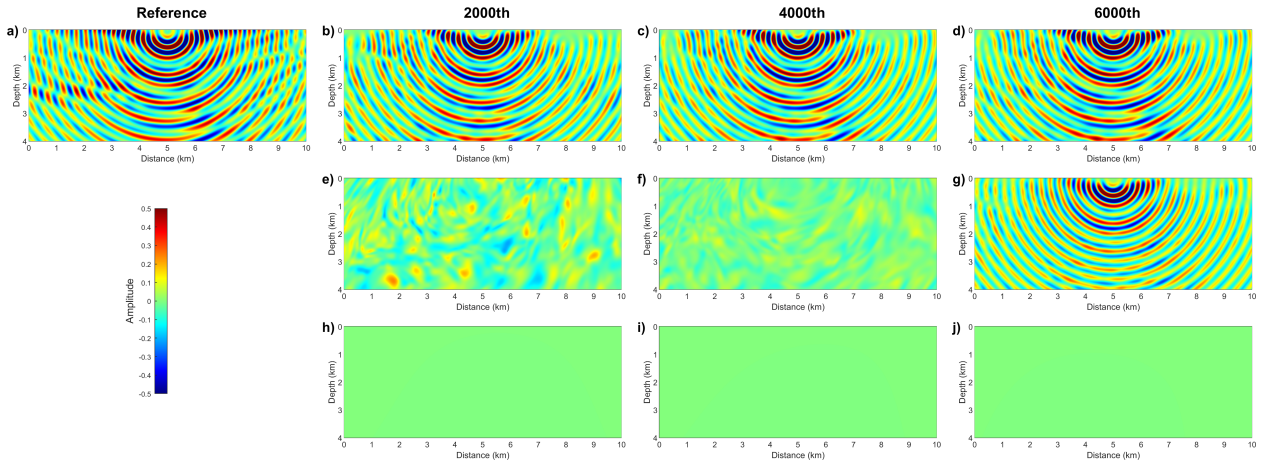 Reference 2000th 4000th 6000th
a) b) c) d)
0 0 0 0
1 1 1 1
2 2 2 2
3 3 3 3
4 4 4 4
Depth (km) Depth (km) Depth (km) Depth (km)
0 1 2 3 4 5 6 7 8 9 10 0 1 2 3 4 5 6 7 8 9 10 0 1 2 3 4 5 6 7 8 9 10 0 1 2 3 4 5 6 7 8 9 10
Distance (km) Distance (km) Distance (km) Distance (km)
e) f) g)
0 0 0
1 1 1
2 2 2
3 3 3
4 4 4
Depth (km) Depth (km) Depth (km)
0 1 2 3 4 5 6 7 8 9 10 0 1 2 3 4 5 6 7 8 9 10 0 1 2 3 4 5 6 7 8 9 10
Distance (km) Distance (km) Distance (km)
Amplitude
0.5
0.4
0.3
0.2
0.1
0
-0.1
-0.2
-0.3
-0.4
-0.5
h) i) j)
0 0 0
1 1 1
2 2 2
3 3 3
4 4 4
Depth (km) Depth (km) Depth (km)
0 1 2 3 4 5 6 7 8 9 10 0 1 2 3 4 5 6 7 8 9 10 0 1 2 3 4 5 6 7 8 9 10
Distance (km) Distance (km) Distance (km)